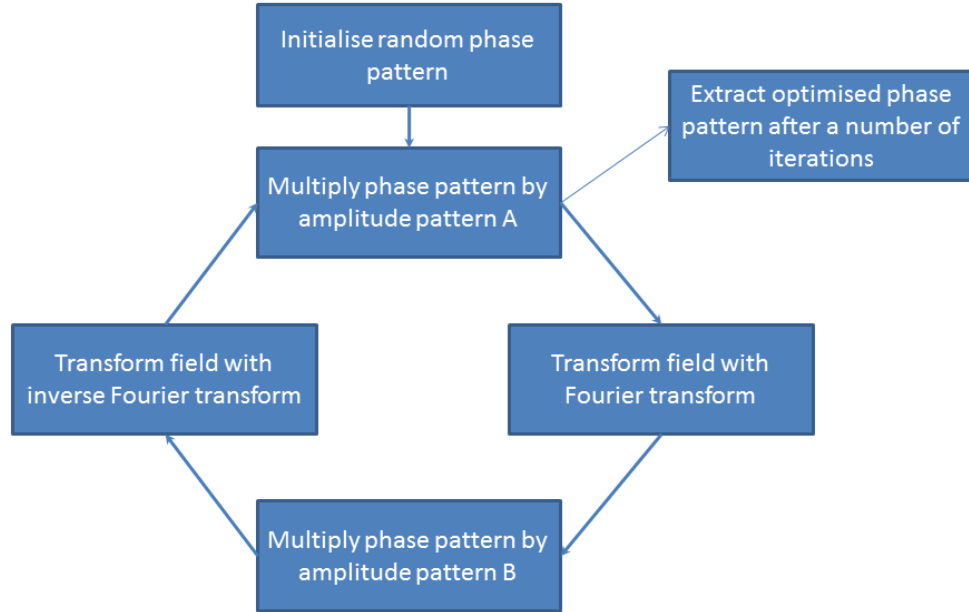 Initialise random phase
pattern
Extract optimised phase
pattern after a number of
iterations
Multiply phase pattern by
amplitude pattern A
Transform field with
inverse Fourier transform
Transform field with
Fourier transform
Multiply phase pattern by
amplitude pattern B